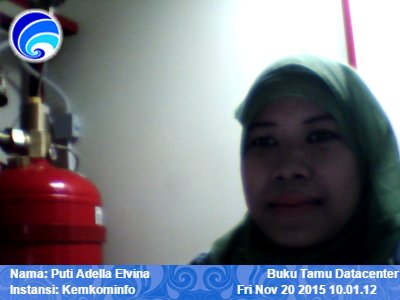 Nama: Puti Adella Elvina Buku Tamu Datacenter
Instansi: Kemkominfo Fri Nov 20 2015 10.01.12